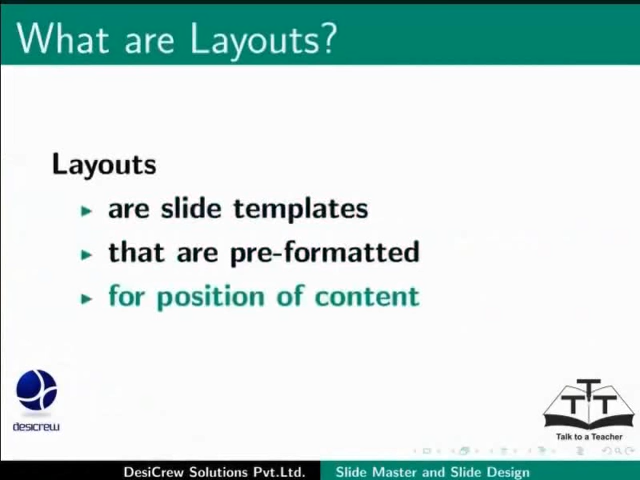 What are Layouts?
Layouts
▸ are slide templates
▸ that are pre-formatted
▸ for position of content
desicrew
T T T
Talk to a Teacher
DesiCrew Solutions Pvt.Ltd. Slide Master and Slide Design